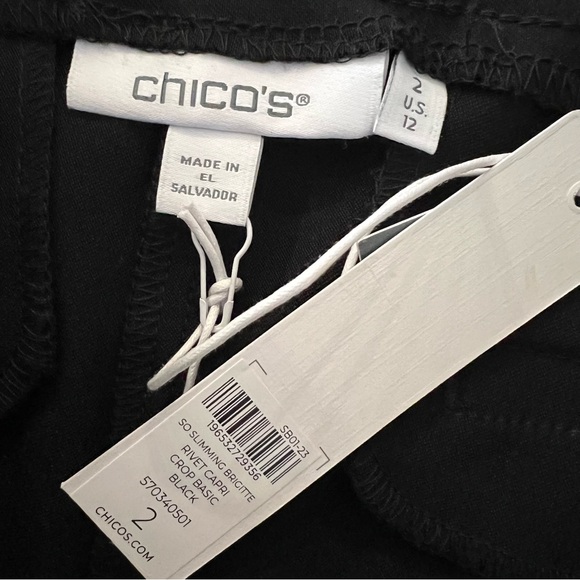 chico's®
2
U.S.
12
MADE IN
EL
SALVADOR
SB01-23
196532729356
SO SLIMMING BRIGITTE
RIVET CAPRI
CROP BASIC
BLACK
570340501
2
CHICOS.COM